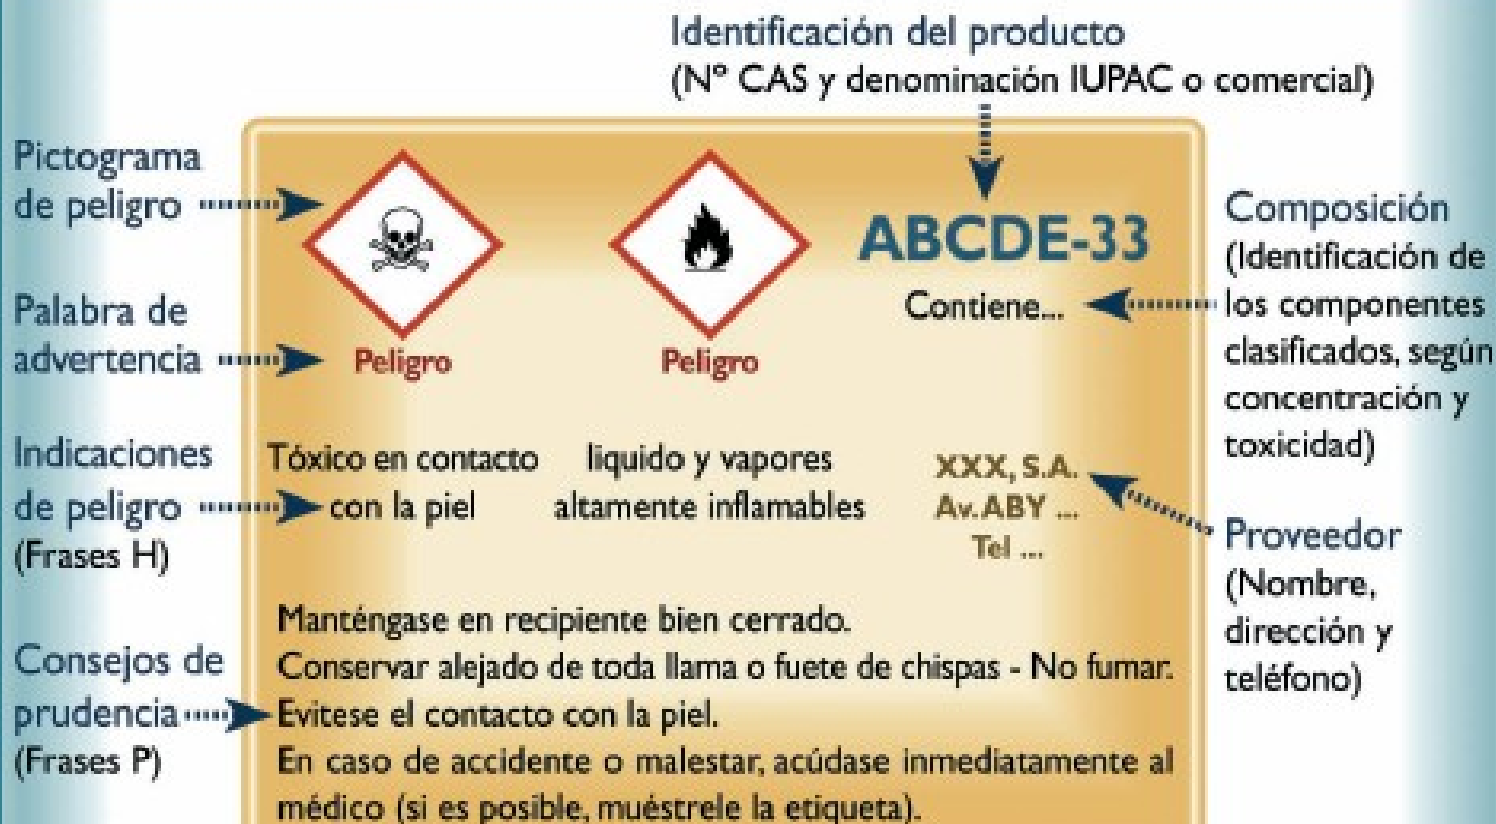 Identificación del producto
(Nº CAS y denominación IUPAC o comercial)
Pictograma
de peligro
Palabra de
advertencia
Indicaciones
de peligro
(Frases H)
Consejos de
prudencia
(Frases P)
Peligro
Peligro
Tóxico en contacto
con la piel
liquido y vapores
altamente inflamables
ABCDE-33
Contiene...
XXX, S.A.
Av.ABY ...
Tel ...
Manténgase en recipiente bien cerrado.
Conservar alejado de toda llama o fuete de chispas - No fumar.
Evitese el contacto con la piel.
En caso de accidente o malestar, acúdase inmediatamente al
médico (si es posible, muéstrele la etiqueta).
Composición
(Identificación de
los componentes
clasificados, según
concentración y
toxicidad)
Proveedor
(Nombre,
dirección y
teléfono)